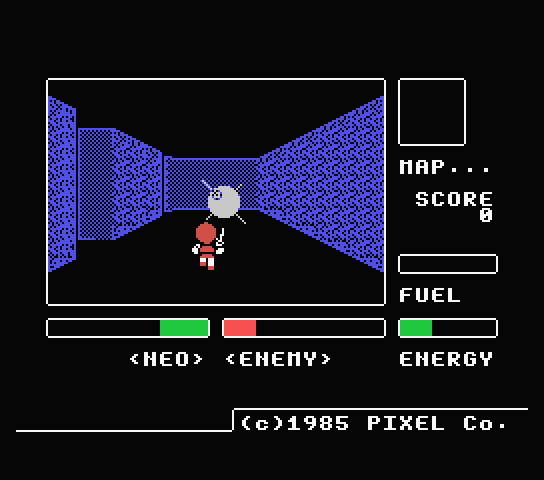 MAP...
SCORE
0
FUEL
<NEO> <ENEMY> ENERGY
(c)1985 PIXEL Co.